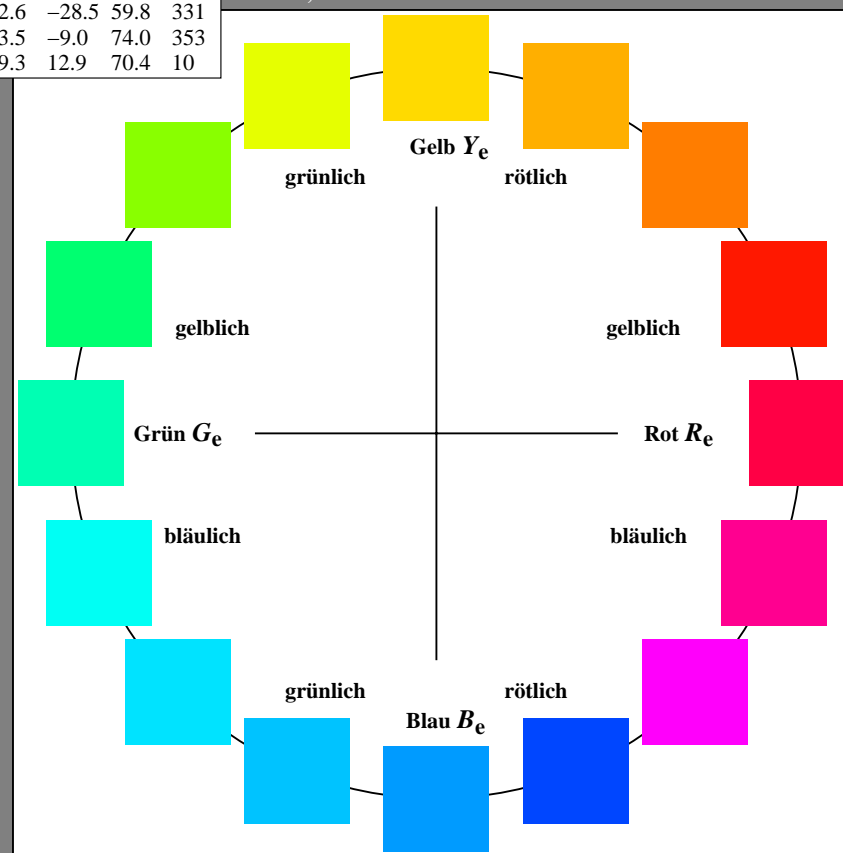 2.6 –28.5 59.8 331
3.5 –9.0 74.0 353
9.3 12.9 70.4 10
Gelb Ye
grünlich rötlich
gelblich gelblich
Grün Ge Rot Re
bläulich bläulich
grünlich rötlich
Blau Be